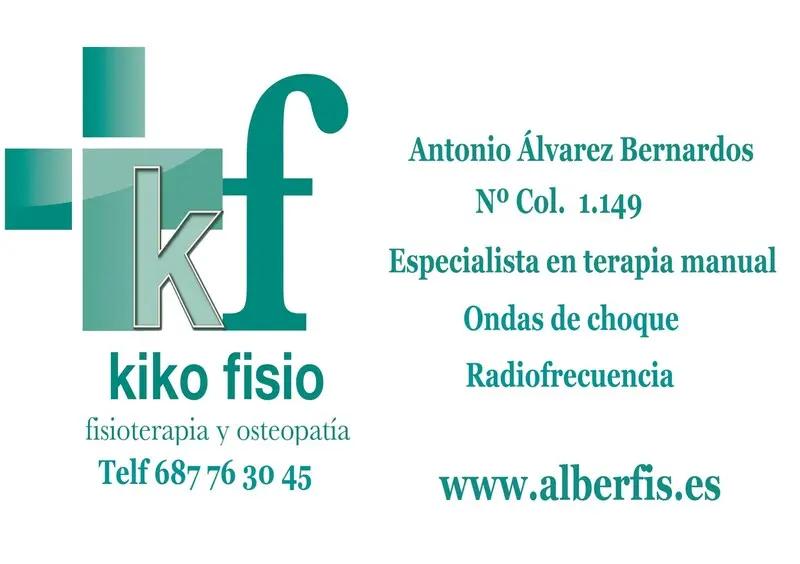 kf
kiko fisio
fisioterapia y osteopatía
Telf 687 76 30 45
Antonio Álvarez Bernardos
Nº Col. 1.149
Especialista en terapia manual
Ondas de choque
Radiofrecuencia
www.alberfis.es